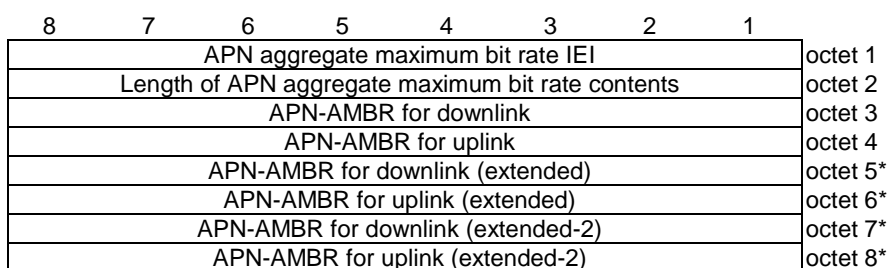 8 7 6 5 4 3 2 1
APN aggregate maximum bit rate IEI octet 1
Length of APN aggregate maximum bit rate contents octet 2
APN-AMBR for downlink octet 3
APN-AMBR for uplink octet 4
APN-AMBR for downlink (extended) octet 5*
APN-AMBR for uplink (extended) octet 6*
APN-AMBR for downlink (extended-2) octet 7*
APN-AMBR for uplink (extended-2) octet 8*